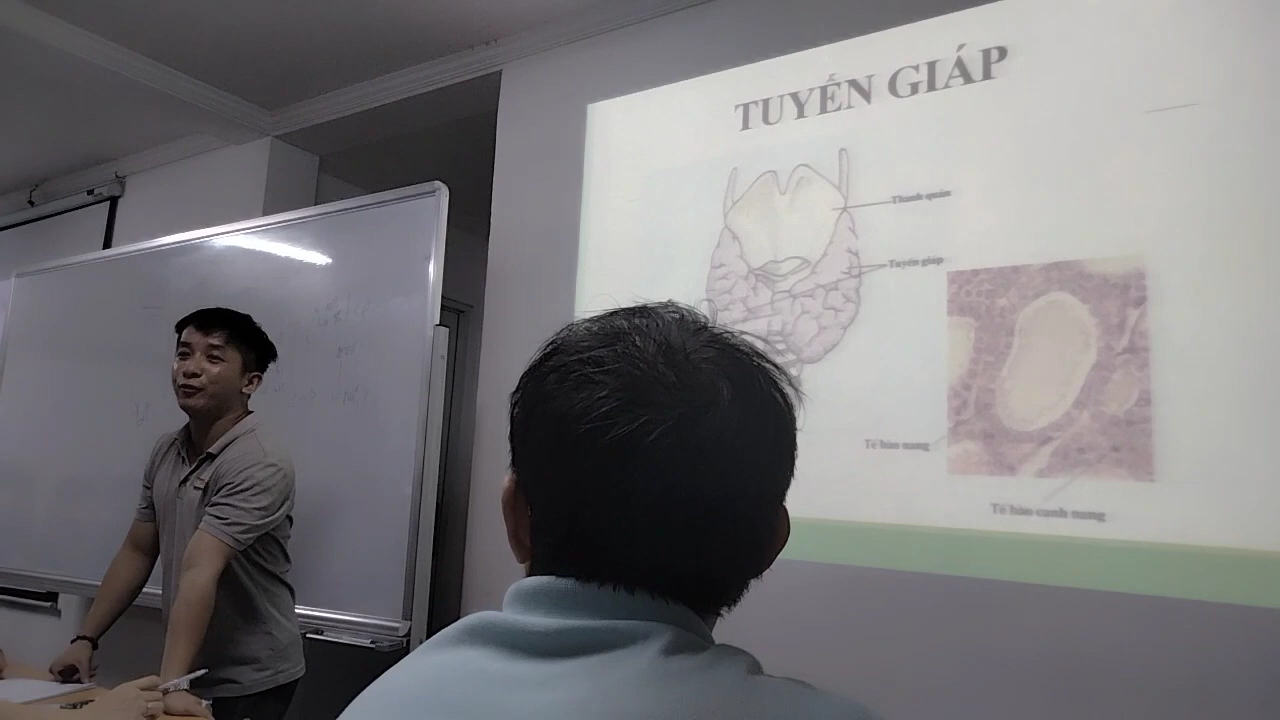 TUYẾN GIÁP
Thanh quản
Tuyến giáp
Tế bào nang
Tế bào cạnh nang